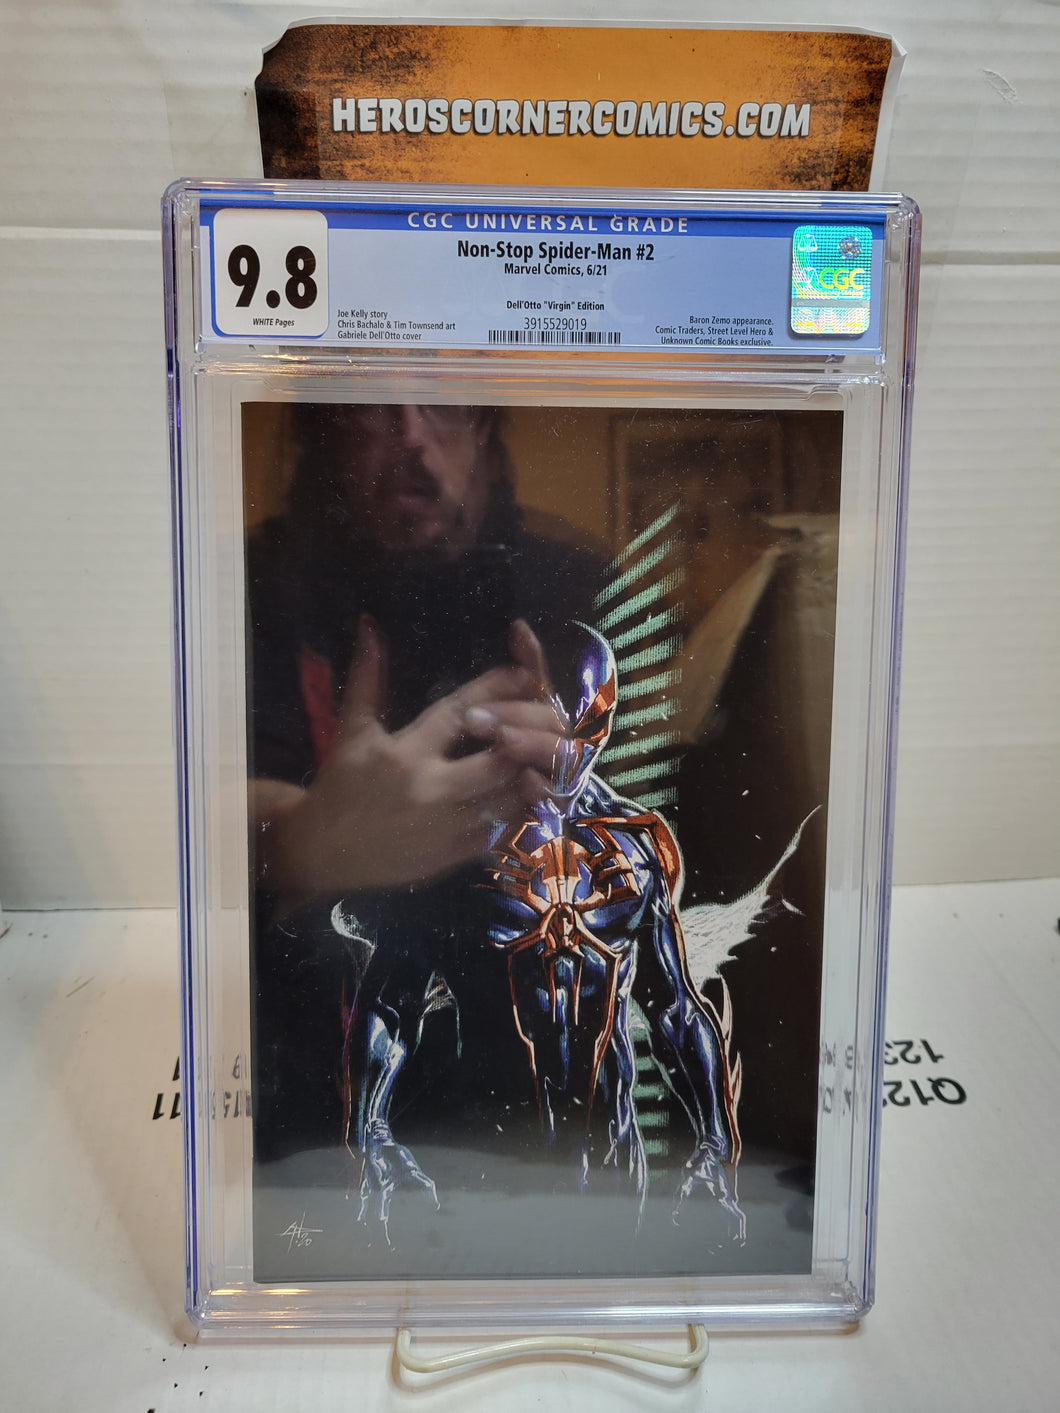 HEROSCORNERCOMICS.COM
CGC UNIVERSAL GRADE
9.8
WHITE Pages
Non-Stop Spider-Man #2
Marvel Comics, 6/21
Dell'Otto "Virgin" Edition
3915529019
Joe Kelly story
Chris Bachalo & Tim Townsend art
Gabriele Dell'Otto cover
Baron Zemo appearance.
Comic Traders, Street Level Hero &
Unknown Comic Books exclusive.
CGC